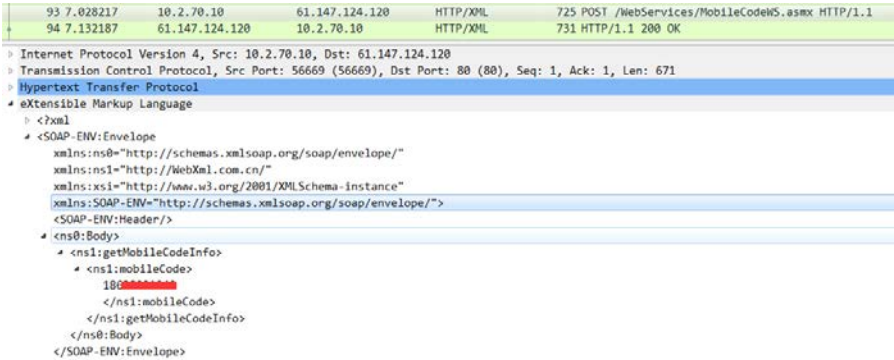 93 7.028217 10.2.70.10 61.147.124.120 HTTP/XML 725 POST /WebServices/MobileCodeWS.asmx HTTP/1.1
94 7.132187 61.147.124.120 10.2.70.10 HTTP/XML 731 HTTP/1.1 200 OK
Internet Protocol Version 4, Src: 10.2.70.10, Dst: 61.147.124.120
Transmission Control Protocol, Src Port: 56669 (56669), Dst Port: 80 (80), Seq: 1, Ack: 1, Len: 671
Hypertext Transfer Protocol
eXtensible Markup Language
<?xml
<SOAP-ENV:Envelope
xmlns:ns0="http://schemas.xmlsoap.org/soap/envelope/"
xmlns:ns1="http://WebXml.com.cn/"
xmlns:xsi="http://www.w3.org/2001/XMLSchema-instance"
xmlns:SOAP-ENV="http://schemas.xmlsoap.org/soap/envelope/">
<SOAP-ENV:Header/>
<ns0:Body>
<ns1:getMobileCodeInfo>
<ns1:mobileCode>
</ns1:mobileCode>
</ns1:getMobileCodeInfo>
</ns0:Body>
</SOAP-ENV:Envelope>